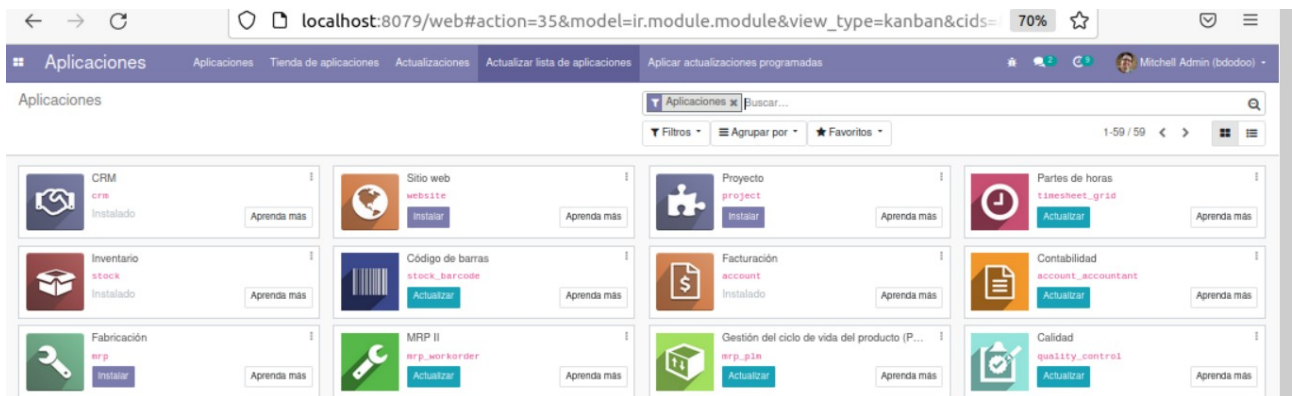 localhost:8079/web#action=35&model=ir.module.module&view_type=kanban&cids= 70%
Aplicaciones Aplicaciones Tienda de aplicaciones Actualizaciones Actualizar lista de aplicaciones Aplicar actualizaciones programadas 2 9 Mitchell Admin (bdodoo)
Aplicaciones Aplicaciones Buscar...
Filtros Agrupar por Favoritos 1-59 / 59
CRM Sitio web Proyecto Partes de horas
crm website project timesheet_grid
Instalado Aprenda más Instalar Aprenda más Instalar Aprenda más Actualizar Aprenda más
Inventario Código de barras Facturación Contabilidad
stock stock_barcode account account_accountant
Instalado Aprenda más Actualizar Aprenda más Instalado Aprenda más Actualizar Aprenda más
Fabricación MRP II Gestión del ciclo de vida del producto (P... Calidad
mrp mrp_workorder mrp_plm quality_control
Instalar Aprenda más Actualizar Aprenda más Actualizar Aprenda más Actualizar Aprenda más